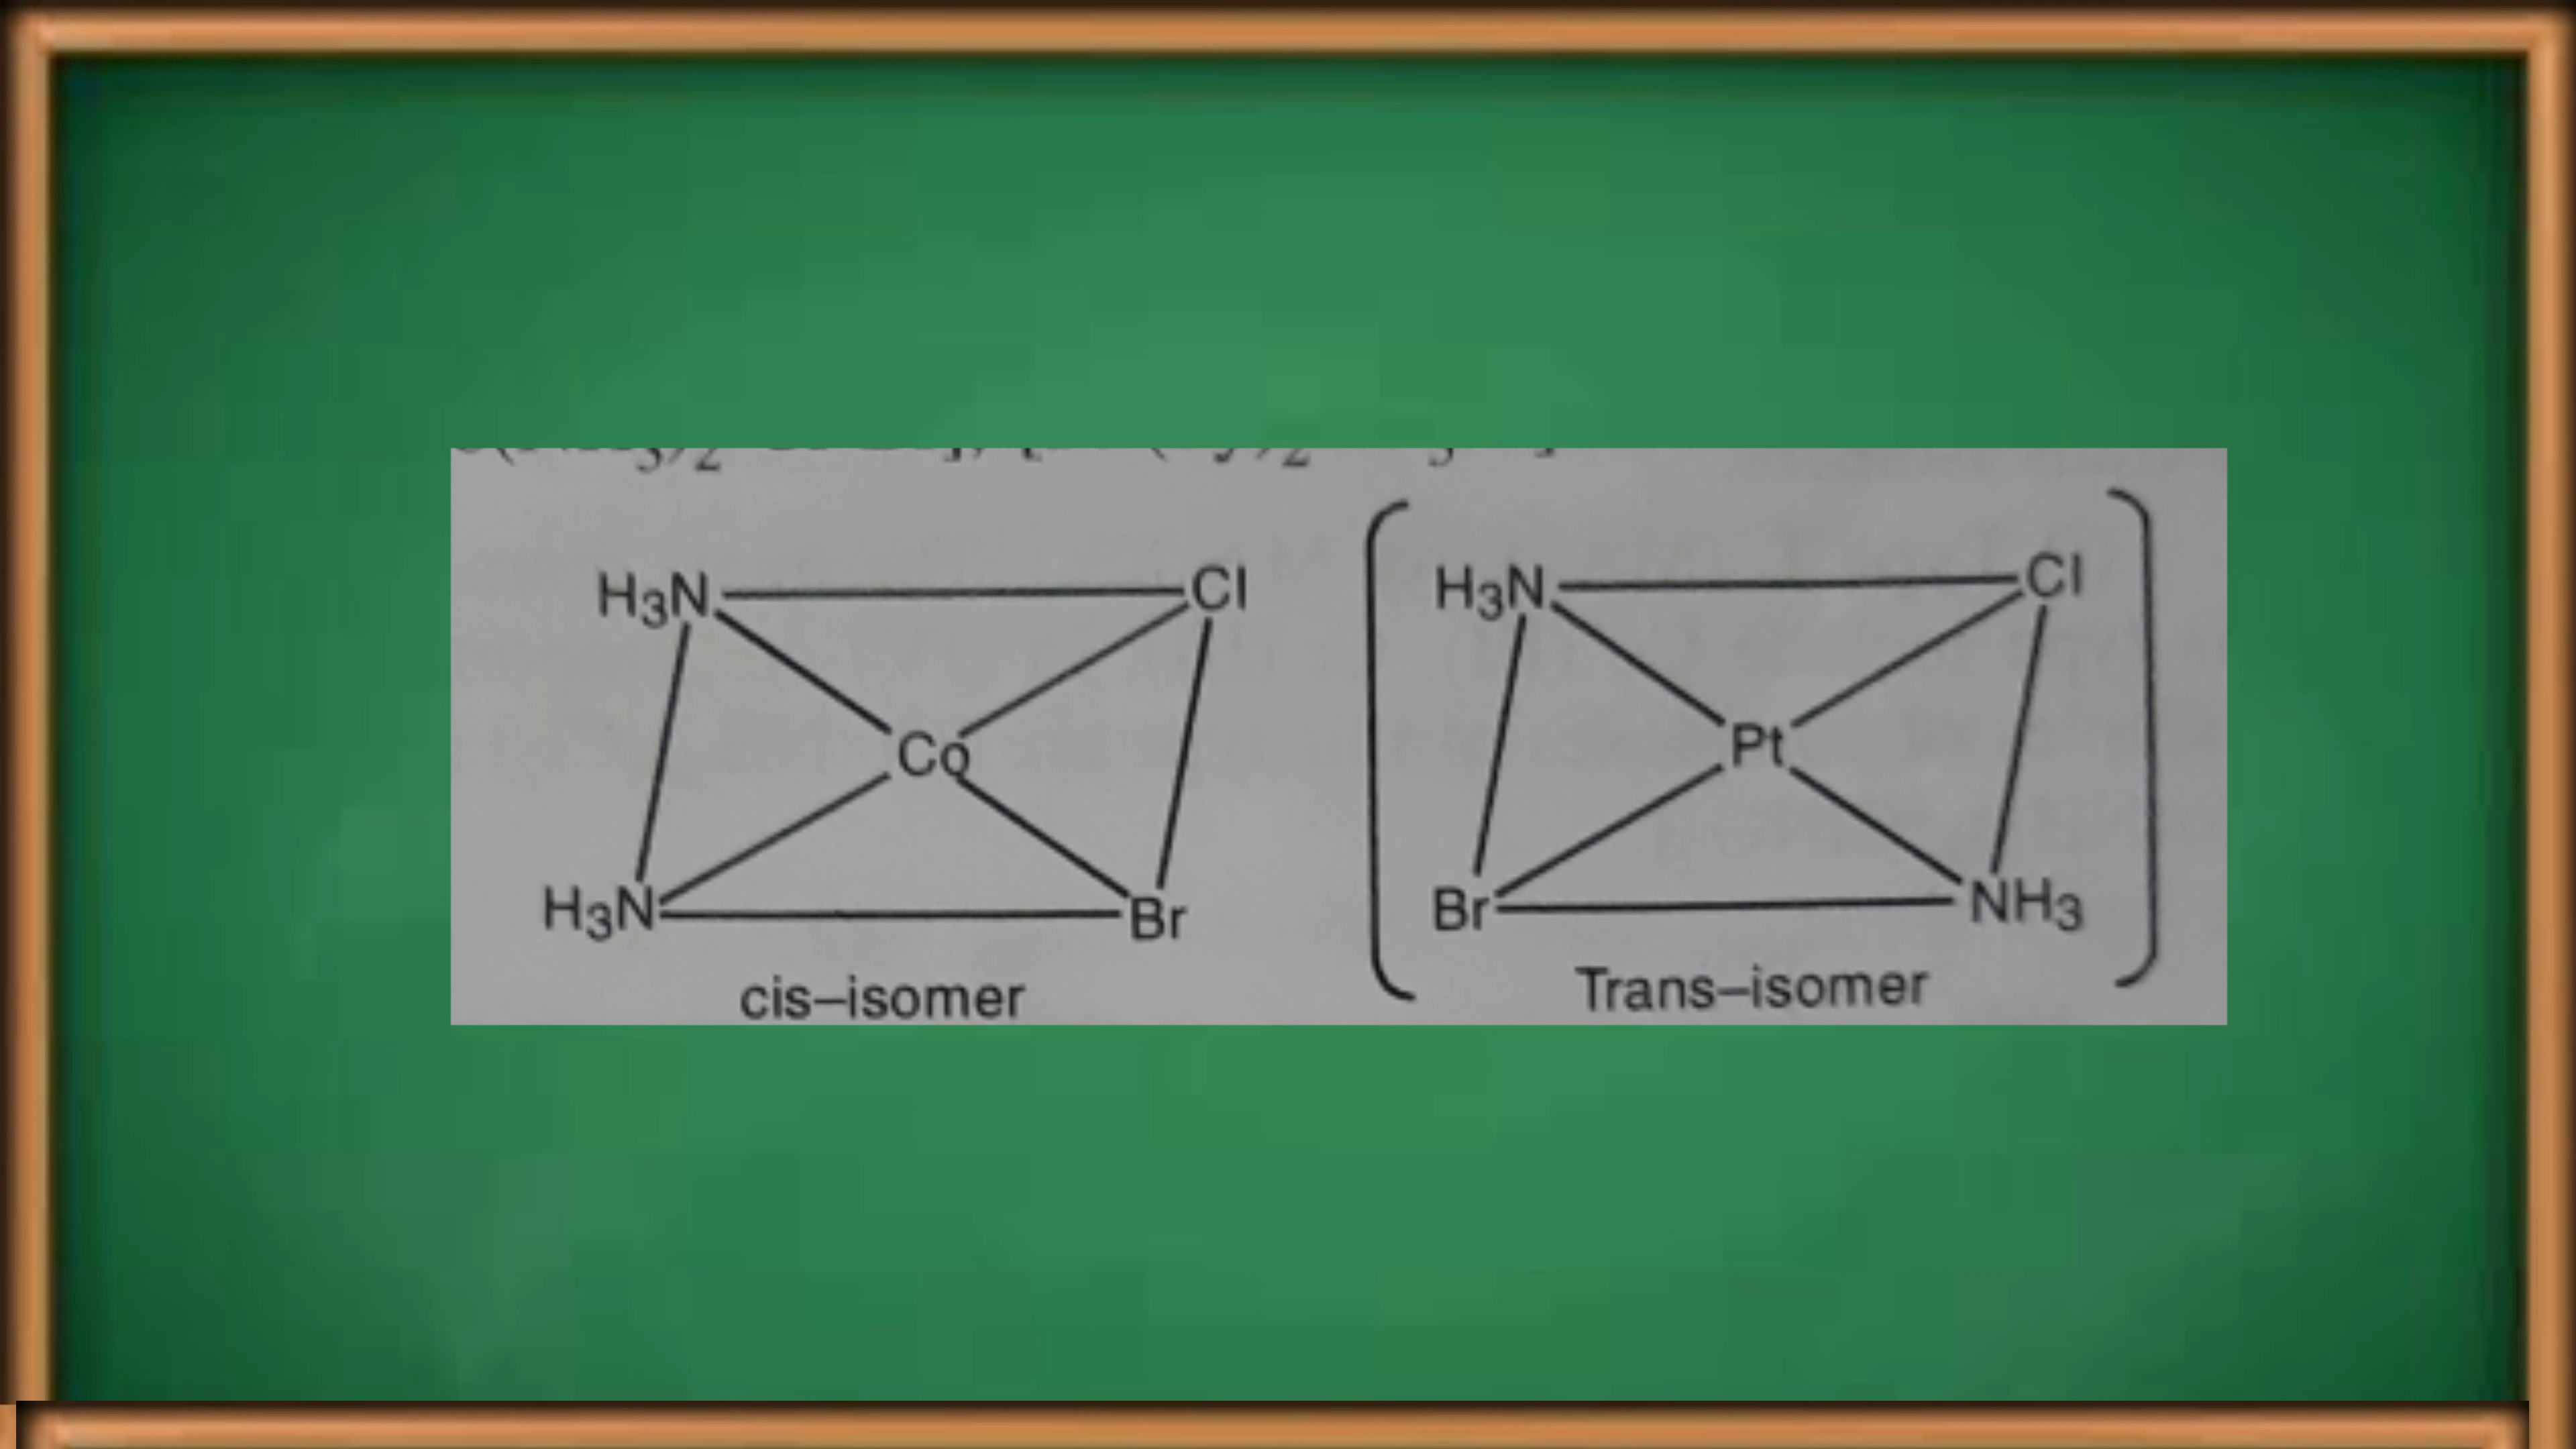 H3N Cl
Co
H3N Br
cis–isomer
H3N Cl
Pt
Br NH3
Trans–isomer